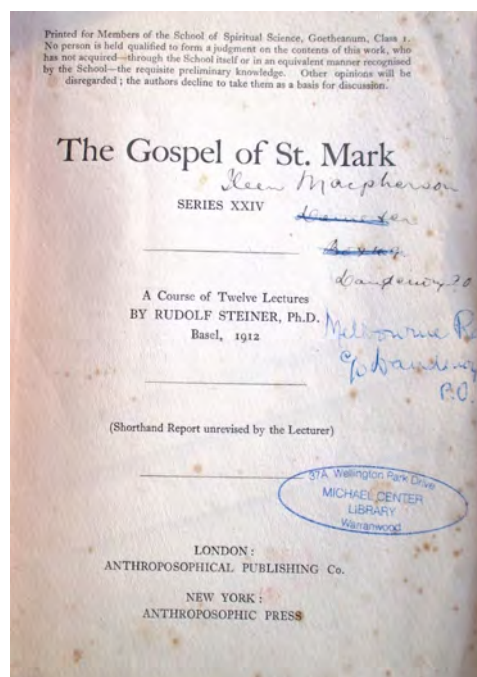 Printed for Members of the School of Spiritual Science, Goetheanum, Class 1.
No person is held qualified to form a judgment on the contents of this work, who
has not acquired—through the School itself or in an equivalent manner recognised
by the School—the requisite preliminary knowledge. Other opinions will be
disregarded ; the authors decline to take them as a basis for discussion.
The Gospel of St. Mark
Ileen Macpherson
SERIES XXIV
A Course of Twelve Lectures
BY RUDOLF STEINER, Ph.D.
Basel, 1912
Melbourne
P.O.
(Shorthand Report unrevised by the Lecturer)
37A Wellington Park Drive
MICHAEL CENTER
LIBRARY
Warranwood
LONDON :
ANTHROPOSOPHICAL PUBLISHING Co.
NEW YORK :
ANTHROPOSOPHIC PRESS